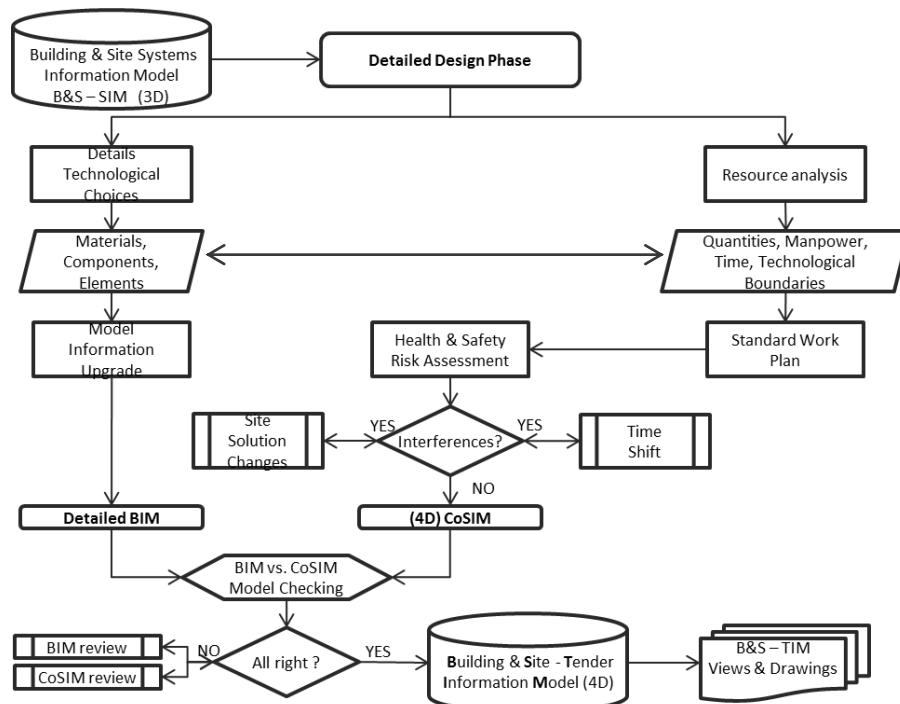 Building & Site Systems
Information Model
B&S – SIM (3D)
Detailed Design Phase
Details
Technological
Choices
Resource analysis
Materials,
Components,
Elements
Quantities, Manpower,
Time, Technological
Boundaries
Model
Information
Upgrade
Health & Safety
Risk Assessment
Standard Work
Plan
Site
Solution
Changes
YES
Interferences?
YES
Time
Shift
NO
Detailed BIM
(4D) CoSIM
BIM vs. CoSIM
Model Checking
BIM review
CoSIM review
NO
All right ?
YES
Building & Site - Tender
Information Model (4D)
B&S – TIM
Views & Drawings